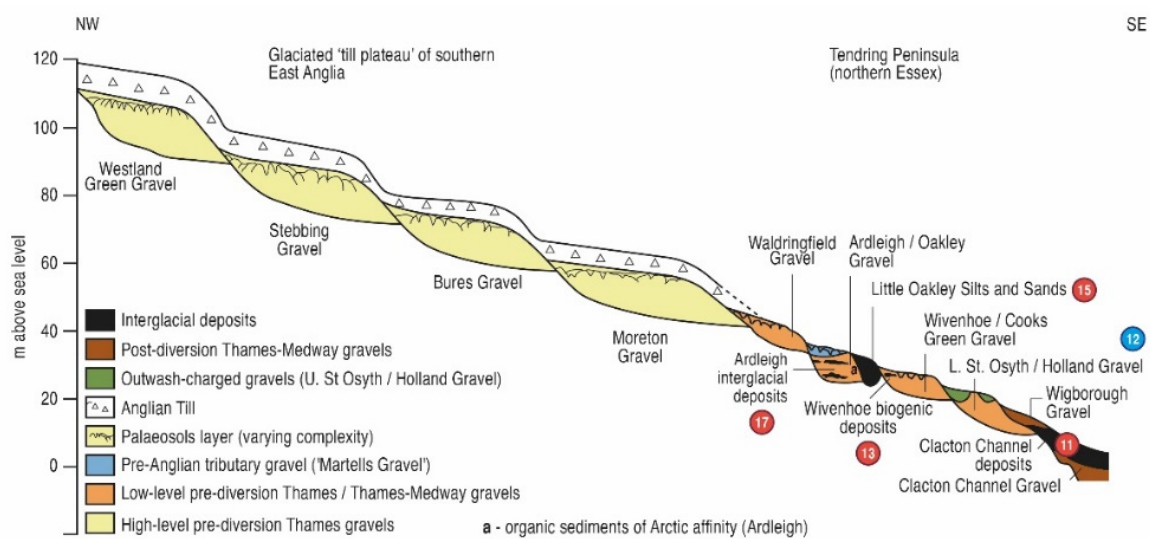 NW
SE
Glaciated 'till plateau' of southern
East Anglia
Tendring Peninsula
(northern Essex)
120
100
80
60
40
20
0
m above sea level
Westland
Green Gravel
Stebbing
Gravel
Bures Gravel
Moreton
Gravel
Waldringfield
Gravel
Ardleigh / Oakley
Gravel
Little Oakley Silts and Sands 15
Wivenhoe / Cooks
Green Gravel
12
L. St. Osyth / Holland Gravel
Wigborough
Gravel
Ardleigh
interglacial
deposits
17
a
Wivenhoe biogenic
deposits
13
Clacton Channel
deposits
11
Clacton Channel Gravel
Interglacial deposits
Post-diversion Thames-Medway gravels
Outwash-charged gravels (U. St Osyth / Holland Gravel)
Anglian Till
Palaeosols layer (varying complexity)
Pre-Anglian tributary gravel ('Martells Gravel')
Low-level pre-diversion Thames / Thames-Medway gravels
High-level pre-diversion Thames gravels
a - organic sediments of Arctic affinity (Ardleigh)